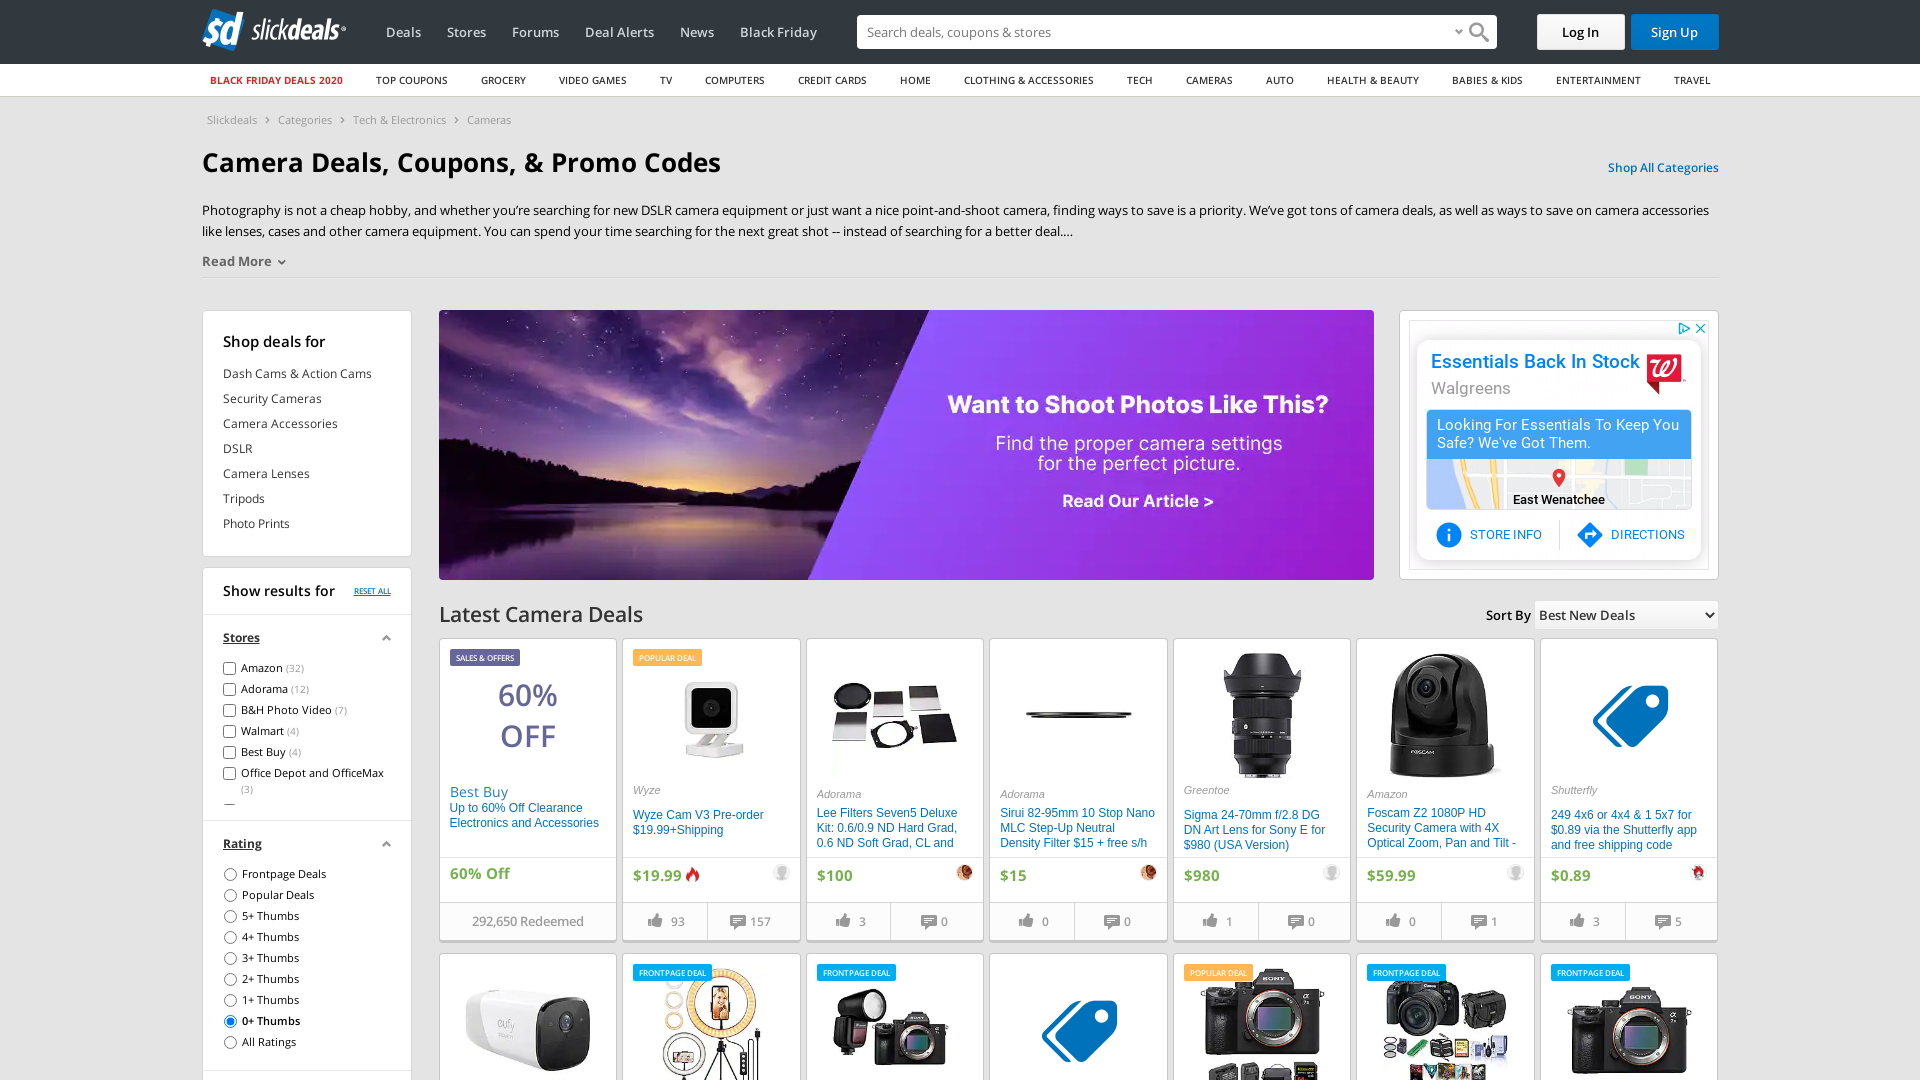 sd slickdeals
Deals
Stores
Forums
Deal Alerts
News
Black Friday
Search deals, coupons & stores
Log In
Sign Up
BLACK FRIDAY DEALS 2020
TOP COUPONS
GROCERY
VIDEO GAMES
TV
COMPUTERS
CREDIT CARDS
HOME
CLOTHING & ACCESSORIES
TECH
CAMERAS
AUTO
HEALTH & BEAUTY
BABIES & KIDS
ENTERTAINMENT
TRAVEL
Slickdeals > Categories > Tech & Electronics > Cameras
Camera Deals, Coupons, & Promo Codes
Shop All Categories
Photography is not a cheap hobby, and whether you’re searching for new DSLR camera equipment or just want a nice point-and-shoot camera, finding ways to save is a priority. We’ve got tons of camera deals, as well as ways to save on camera accessories
like lenses, cases and other camera equipment. You can spend your time searching for the next great shot -- instead of searching for a better deal.…
Read More
Shop deals for
Dash Cams & Action Cams
Security Cameras
Camera Accessories
DSLR
Camera Lenses
Tripods
Photo Prints
Show results for
RESET ALL
Stores
Amazon (32)
Adorama (12)
B&H Photo Video (7)
Walmart (4)
Best Buy (4)
Office Depot and OfficeMax
(3)
Rating
Frontpage Deals
Popular Deals
5+ Thumbs
4+ Thumbs
3+ Thumbs
2+ Thumbs
1+ Thumbs
0+ Thumbs
All Ratings
Want to Shoot Photos Like This?
Find the proper camera settings
for the perfect picture.
Read Our Article >
Essentials Back In Stock
Walgreens
Looking For Essentials To Keep You
Safe? We've Got Them.
East Wenatchee
STORE INFO
DIRECTIONS
Latest Camera Deals
Sort By
Best New Deals
SALES & OFFERS
60%
OFF
Best Buy
Up to 60% Off Clearance
Electronics and Accessories
60% Off
292,650 Redeemed
POPULAR DEAL
Wyze
Wyze Cam V3 Pre-order
$19.99+Shipping
$19.99
93
157
Adorama
Lee Filters Seven5 Deluxe
Kit: 0.6/0.9 ND Hard Grad,
0.6 ND Soft Grad, CL and
$100
3
0
Adorama
Sirui 82-95mm 10 Stop Nano
MLC Step-Up Neutral
Density Filter $15 + free s/h
$15
0
0
Greentoe
Sigma 24-70mm f/2.8 DG
DN Art Lens for Sony E for
$980 (USA Version)
$980
1
0
FOSCAM
Amazon
Foscam Z2 1080P HD
Security Camera with 4X
Optical Zoom, Pan and Tilt -
$59.99
0
1
Shutterfly
249 4x6 or 4x4 & 1 5x7 for
$0.89 via the Shutterfly app
and free shipping code
$0.89
3
5
eufy
FRONTPAGE DEAL
FRONTPAGE DEAL
POPULAR DEAL
SONY
FRONTPAGE DEAL
Canon
FRONTPAGE DEAL
SONY